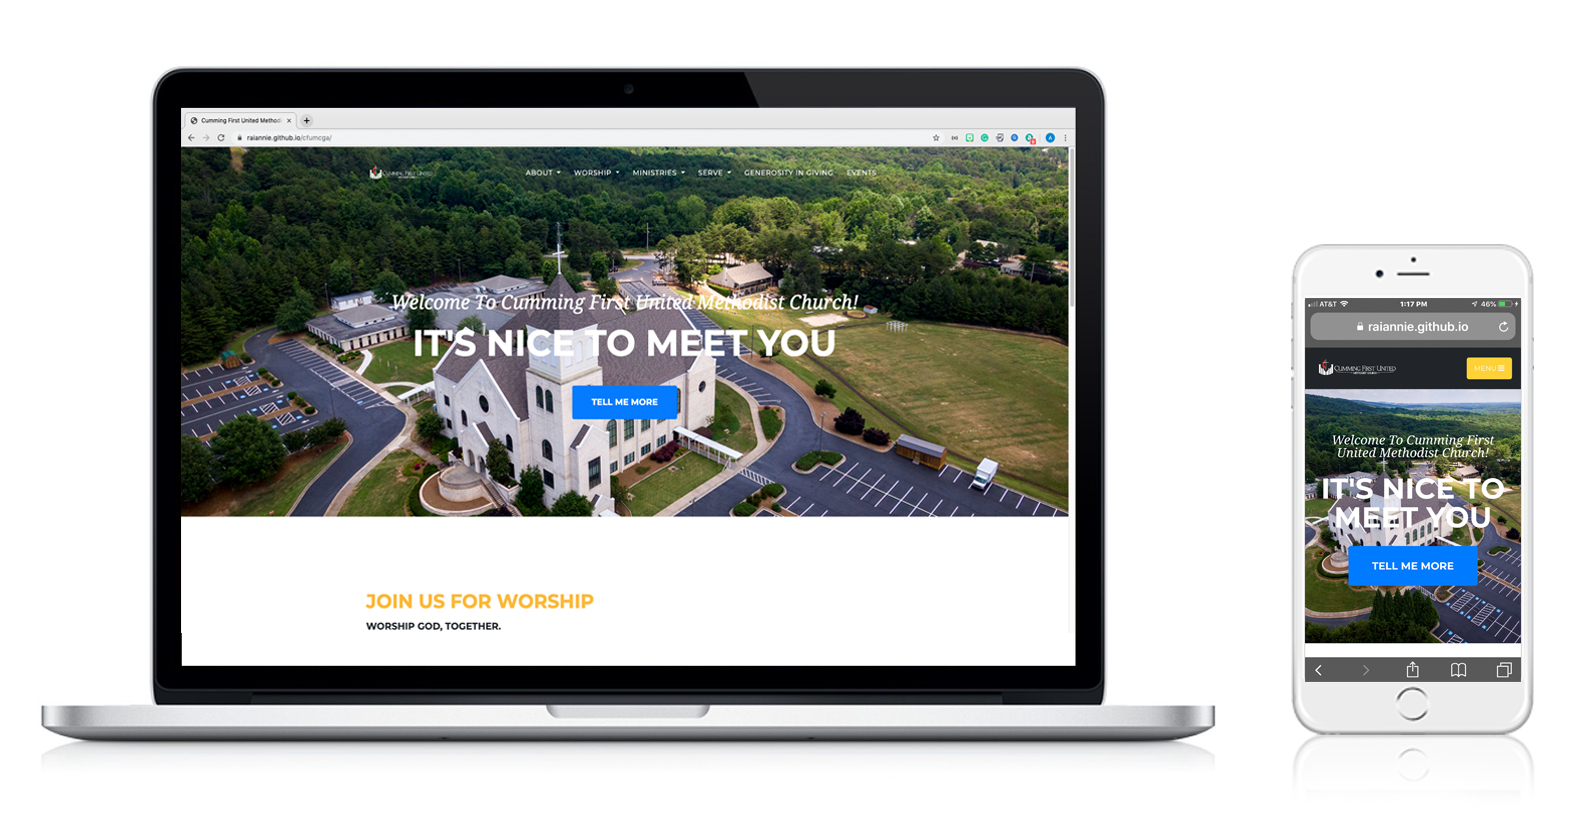 Cumming First United Method
raiannie.github.io/cfumcga/
CUMMING FIRST UNITED
ABOUT WORSHIP MINISTRIES SERVE GENEROSITY IN GIVING EVENTS
Welcome To Cumming First United Methodist Church!
IT'S NICE TO MEET YOU
TELL ME MORE
JOIN US FOR WORSHIP
WORSHIP GOD, TOGETHER.
AT&T 1:17 PM 46%
raiannie.github.io
CUMMING FIRST UNITED
METHODIST CHURCH
MENU
Welcome To Cumming First
United Methodist Church!
IT'S NICE TO
MEET YOU
TELL ME MORE